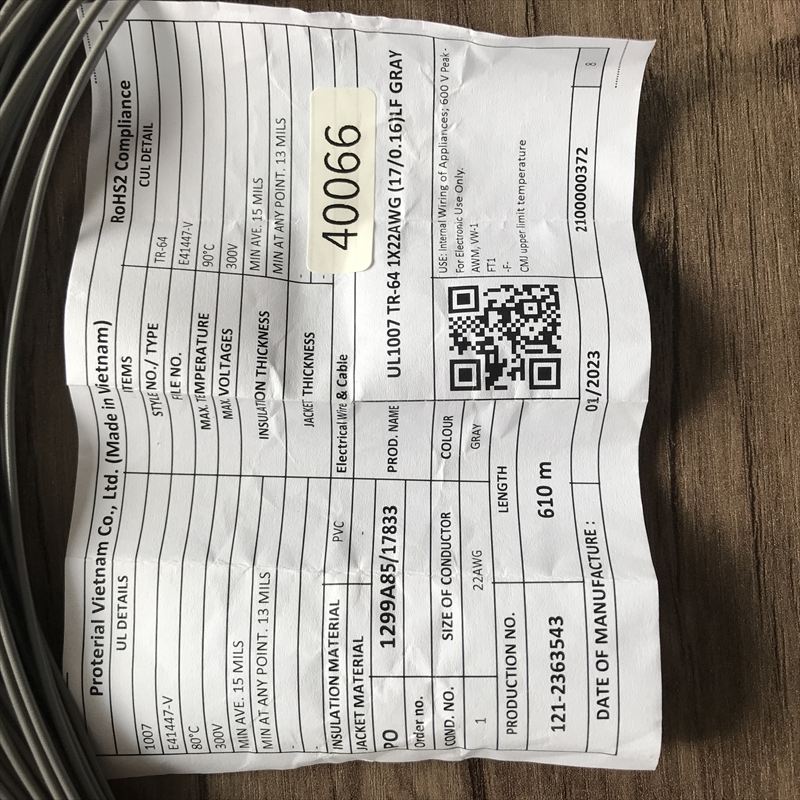 Proterial Vietnam Co., Ltd. (Made in Vietnam) RoHS2 Compliance
UL DETAILS ITEMS CUL DETAIL
1007 STYLE NO./ TYPE TR-64
E41447-V FILE NO. E41447-V
80°C MAX. TEMPERATURE 90°C
300V MAX. VOLTAGES 300V
MIN AVE. 15 MILS INSULATION THICKNESS MIN AVE. 15 MILS
MIN AT ANY POINT. 13 MILS MIN AT ANY POINT. 13 MILS
- JACKET THICKNESS -
- -
INSULATION MATERIAL PVC Electrical Wire & Cable
JACKET MATERIAL -
40066
PO 1299A85/17833 PROD. NAME UL1007 TR-64 1X22AWG (17/0.16)LF GRAY
Order no.
COND. NO. SIZE OF CONDUCTOR COLOUR
1 22AWG GRAY
USE: Internal Wiring of Appliances; 600 V Peak -
For Electronic Use Only.
AWM, VW-1
FT1
-F-
CMJ upper limit temperature
PRODUCTION NO. LENGTH
121-2363543 610 m
DATE OF MANUFACTURE : 01/2023 2100000372 8